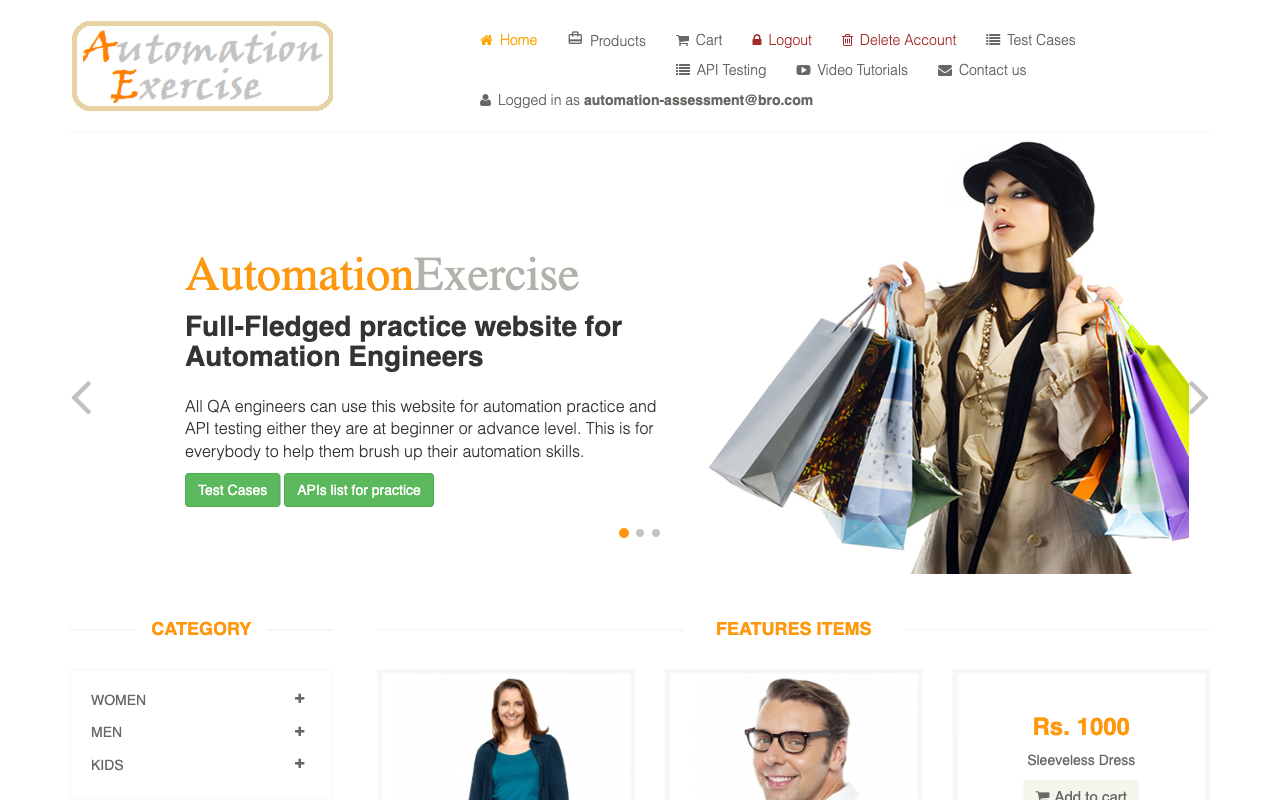 Automation
Exercise
Home Products Cart Logout Delete Account Test Cases
API Testing Video Tutorials Contact us
Logged in as automation-assessment@bro.com
AutomationExercise
Full-Fledged practice website for
Automation Engineers
All QA engineers can use this website for automation practice and
API testing either they are at beginner or advance level. This is for
everybody to help them brush up their automation skills.
Test Cases APIs list for practice
CATEGORY
WOMEN
MEN
KIDS
FEATURES ITEMS
Rs. 1000
Sleeveless Dress
Add to cart